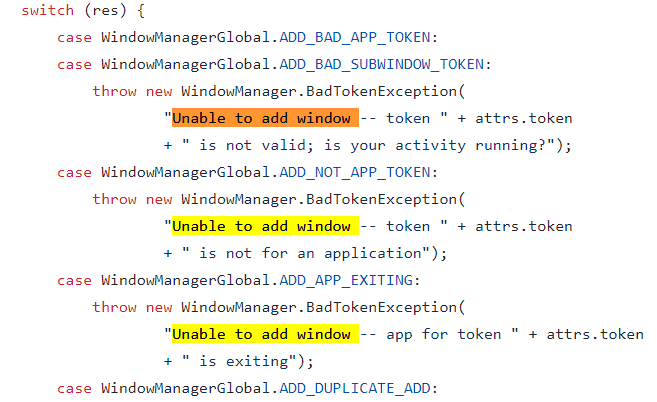 switch (res) {
case WindowManagerGlobal.ADD_BAD_APP_TOKEN:
case WindowManagerGlobal.ADD_BAD_SUBWINDOW_TOKEN:
throw new WindowManager.BadTokenException(
"Unable to add window -- token " + attrs.token
+ " is not valid; is your activity running?");
case WindowManagerGlobal.ADD_NOT_APP_TOKEN:
throw new WindowManager.BadTokenException(
"Unable to add window -- token " + attrs.token
+ " is not for an application");
case WindowManagerGlobal.ADD_APP_EXITING:
throw new WindowManager.BadTokenException(
"Unable to add window -- app for token " + attrs.token
+ " is exiting");
case WindowManagerGlobal.ADD_DUPLICATE_ADD: